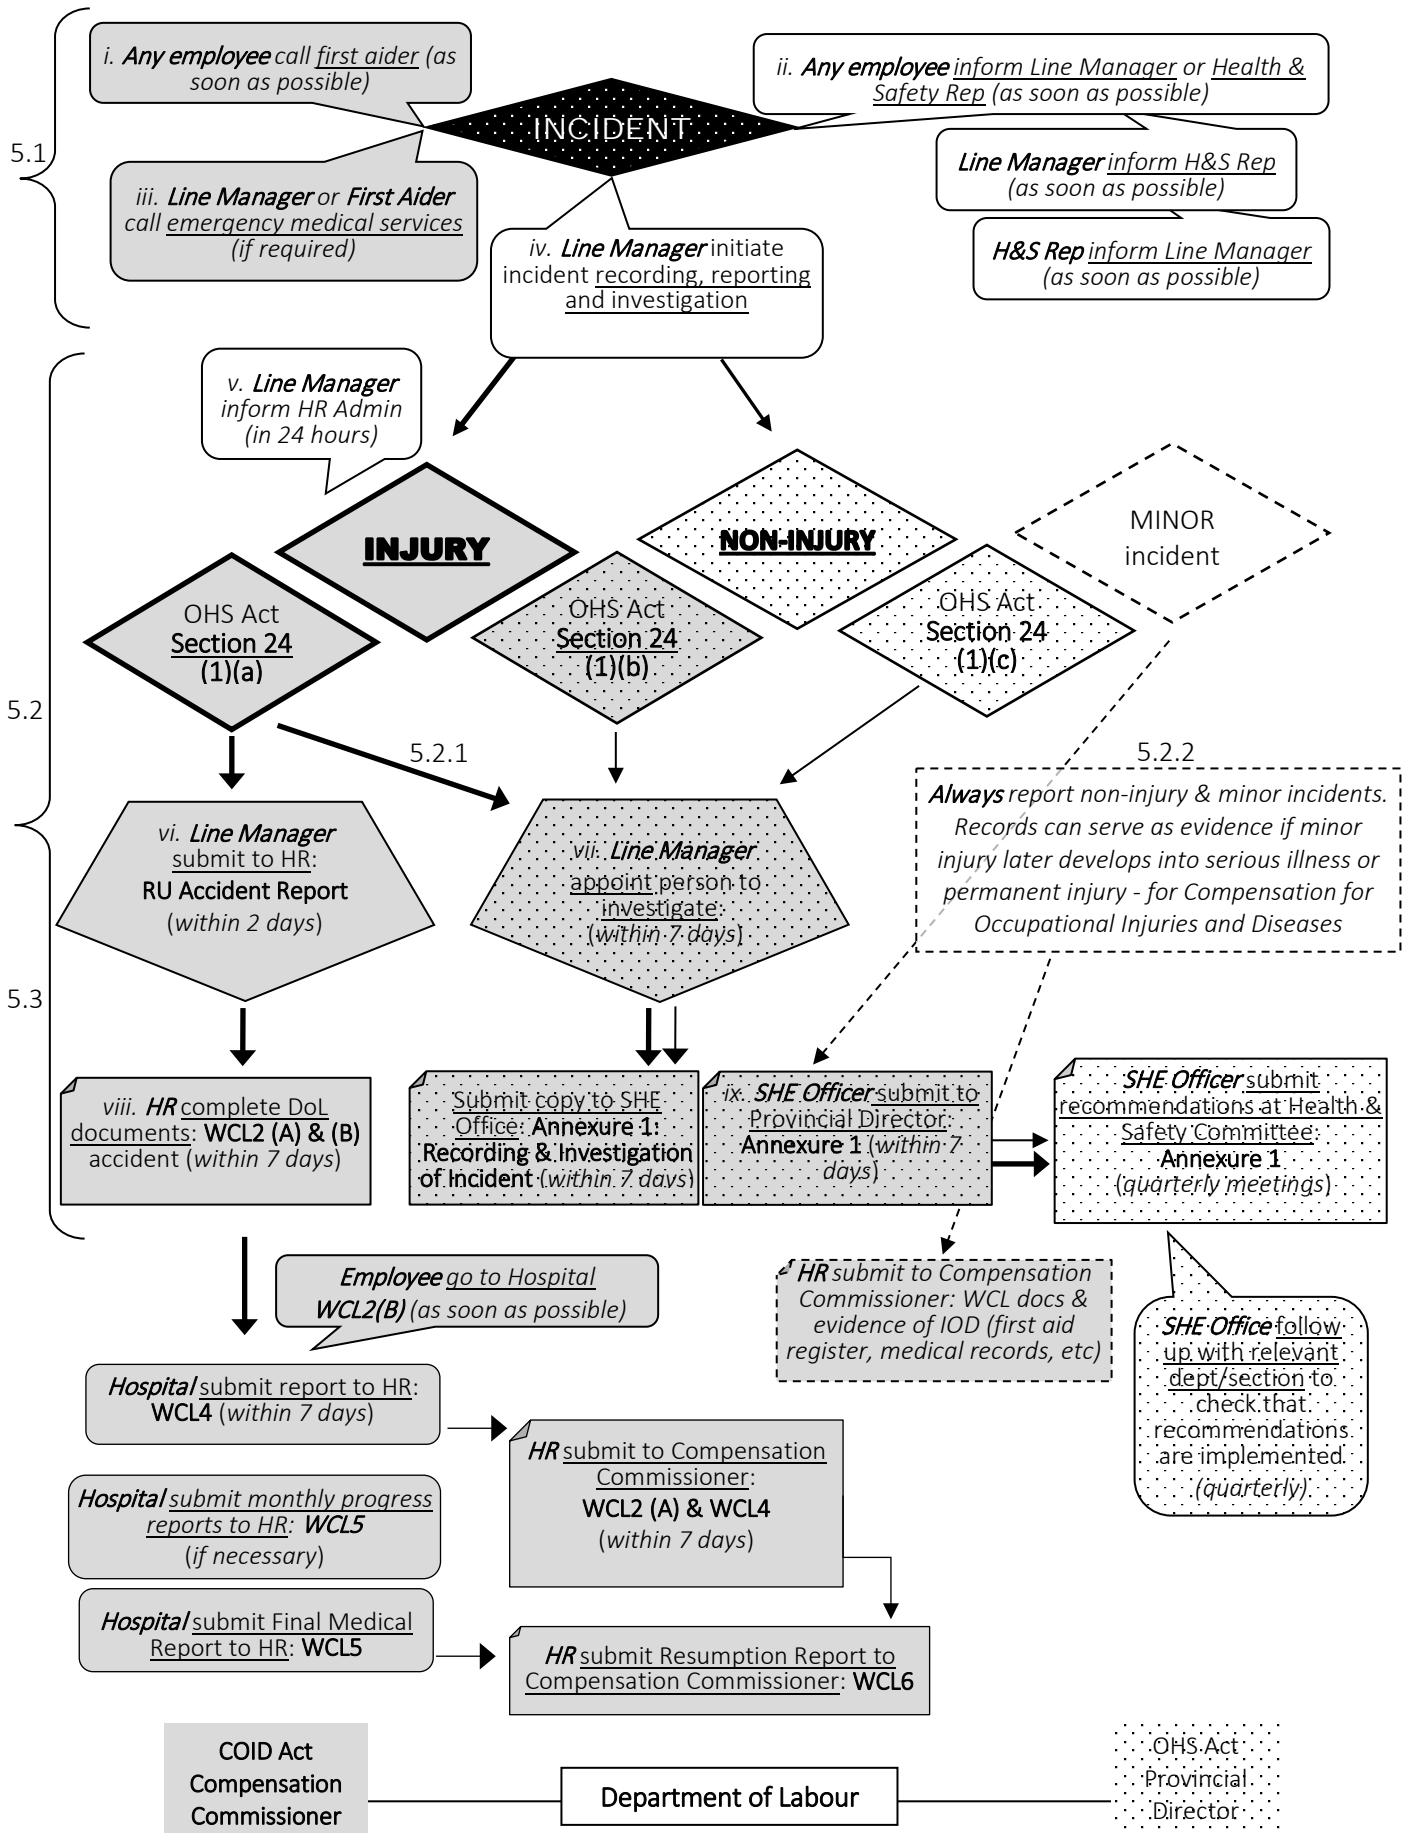 i. Any employee call first aider (as
soon as possible)
ii. Any employee inform Line Manager or Health &
Safety Rep (as soon as possible)
INCIDENT
5.1
Line Manager inform H&S Rep
(as soon as possible)
iii. Line Manager or First Aider
call emergency medical services
(if required)
iv. Line Manager initiate
incident recording, reporting
and investigation
H&S Rep inform Line Manager
(as soon as possible)
v. Line Manager
inform HR Admin
(in 24 hours)
INJURY
NON-INJURY
MINOR
incident
OHS Act
Section 24
(1)(a)
OHS Act
Section 24
(1)(b)
OHS Act
Section 24
(1)(c)
5.2
5.2.1
5.2.2
Always report non-injury & minor incidents.
Records can serve as evidence if minor
injury later develops into serious illness or
permanent injury - for Compensation for
Occupational Injuries and Diseases
vi. Line Manager
submit to HR:
RU Accident Report
(within 2 days)
vii. Line Manager
appoint person to
investigate:
(within 7 days)
5.3
viii. HR complete DoL
documents: WCL2 (A) & (B)
accident (within 7 days)
Submit copy to SHE
Office: Annexure 1:
Recording & Investigation
of Incident (within 7 days)
ix. SHE Officer submit to
Provincial Director:
Annexure 1 (within 7
days)
SHE Officer submit
recommendations at Health &
Safety Committee:
Annexure 1
(quarterly meetings)
Employee go to Hospital
WCL2(B) (as soon as possible)
HR submit to Compensation
Commissioner: WCL docs &
evidence of IOD (first aid
register, medical records, etc)
SHE Office follow
up with relevant
dept/section to
check that
recommendations
are implemented
(quarterly)
Hospital submit report to HR:
WCL4 (within 7 days)
HR submit to Compensation
Commissioner:
WCL2 (A) & WCL4
(within 7 days)
Hospital submit monthly progress
reports to HR: WCL5
(if necessary)
Hospital submit Final Medical
Report to HR: WCL5
HR submit Resumption Report to
Compensation Commissioner: WCL6
COID Act
Compensation
Commissioner
Department of Labour
OHS Act
Provincial
Director